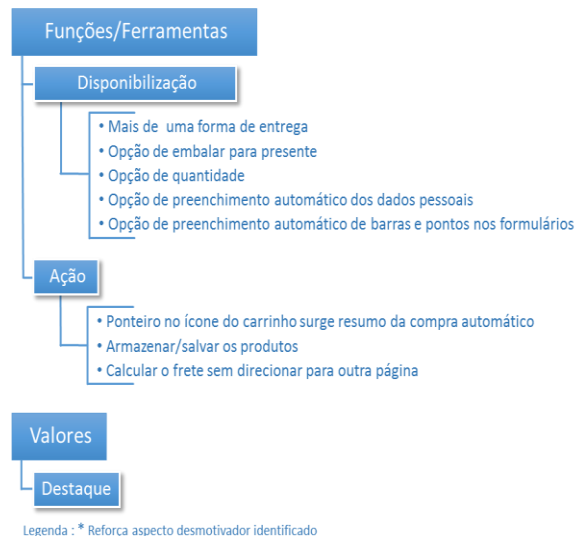 Funções/Ferramentas
Disponibilização
• Mais de uma forma de entrega
• Opção de embalar para presente
• Opção de quantidade
• Opção de preenchimento automático dos dados pessoais
• Opção de preenchimento automático de barras e pontos nos formulários
Ação
• Ponteiro no ícone do carrinho surge resumo da compra automático
• Armazenar/salvar os produtos
• Calcular o frete sem direcionar para outra página
Valores
Destaque
Legenda : * Reforça aspecto desmotivador identificado